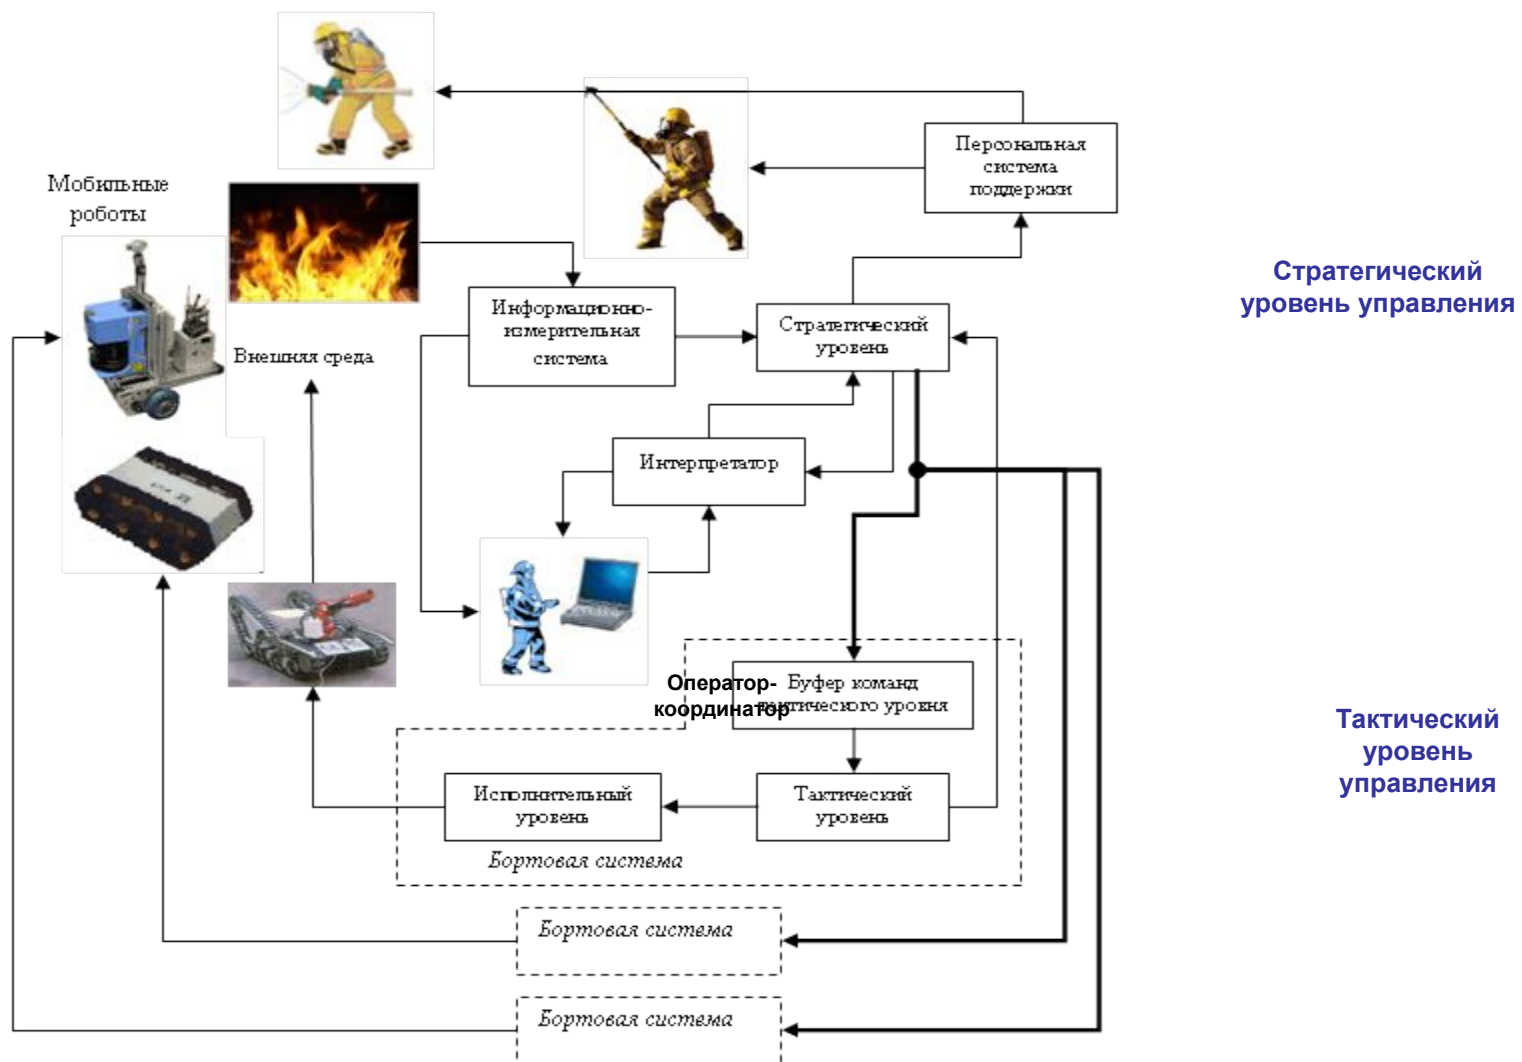 Персональная
система
поддержки
Мобильные
роботы
Стратегический
уровень управления
Информационно-
измерительная
система
Стратегический
уровень
Внешняя среда
Интерпретатор
Оператор-
координатор
Буфер команд
тактического уровня
Тактический
уровень
управления
Исполнительный
уровень
Тактический
уровень
Бортовая система
Бортовая система
Бортовая система